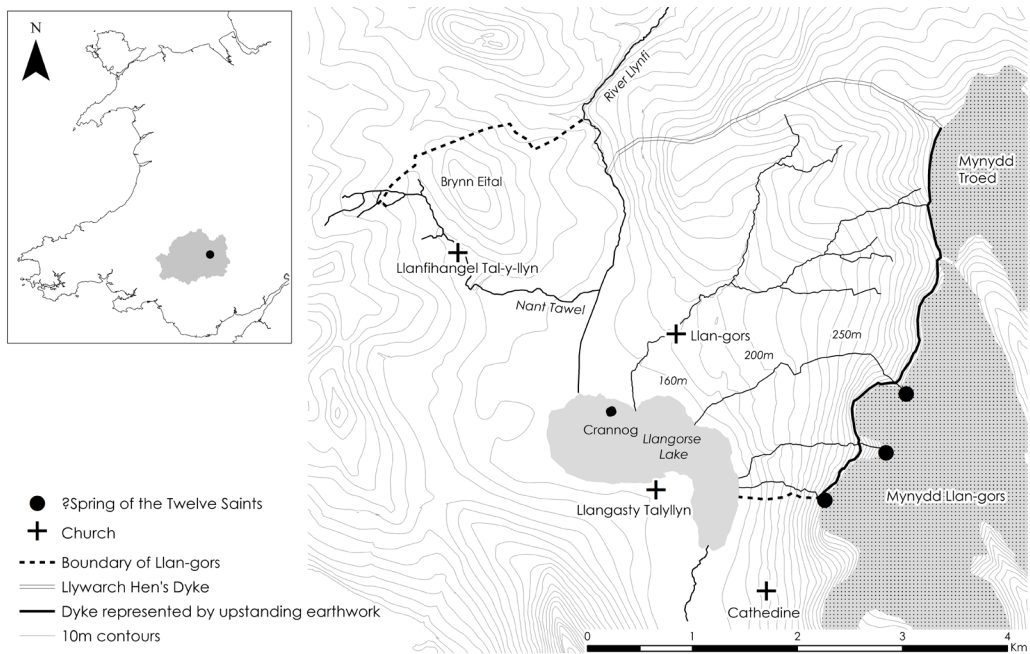 N
River Llynfi
Mynydd
Troed
Brynn Eital
Llanfihangel Tal-y-llyn
Nant Tawel
Llan-gors
250m
200m
160m
Crannog
Llangorse
Lake
?Spring of the Twelve Saints
Mynydd Llan-gors
Llangasty Talyllyn
Church
Boundary of Llan-gors
Llywarch Hen's Dyke
Dyke represented by upstanding earthwork
Cathedine
10m contours
0 1 2 3 4
Km